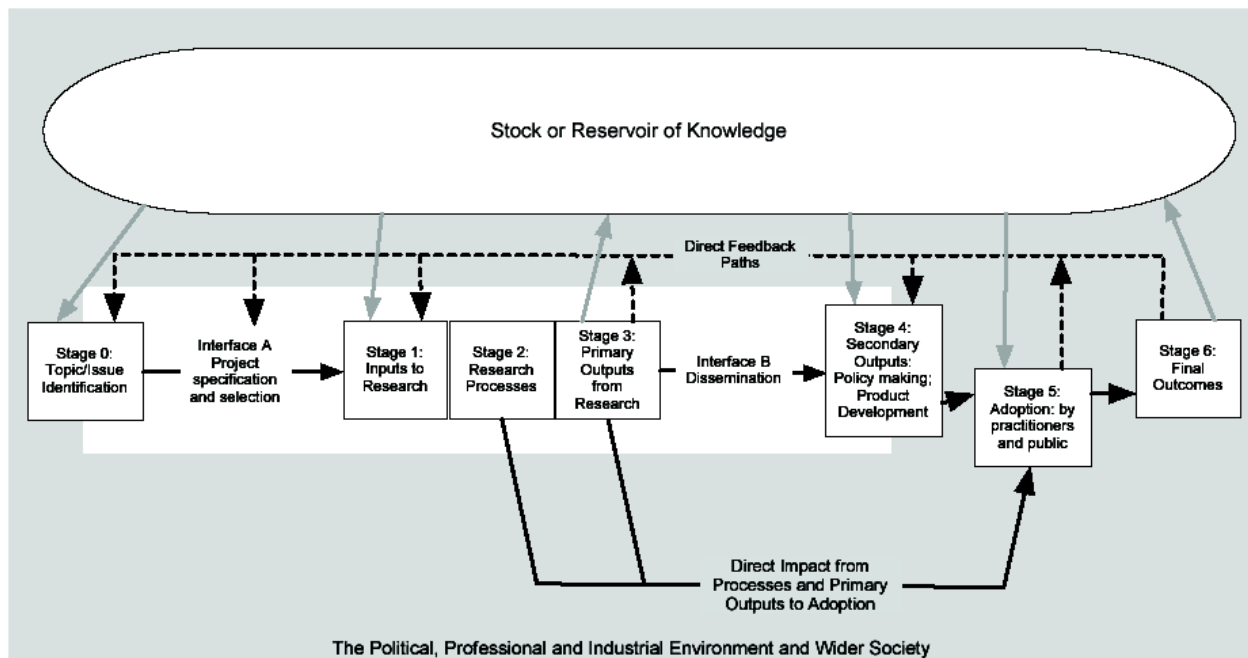 Stock or Reservoir of Knowledge
Direct Feedback
Paths
Stage 0:
Topic/Issue
Identification
Interface A
Project
specification
and selection
Stage 1:
Inputs to
Research
Stage 2:
Research
Processes
Stage 3:
Primary
Outputs
from
Research
Interface B
Dissemination
Stage 4:
Secondary
Outputs:
Policy making;
Product
Development
Stage 5:
Adoption: by
practitioners
and public
Stage 6:
Final
Outcomes
Direct Impact from
Processes and Primary
Outputs to Adoption
The Political, Professional and Industrial Environment and Wider Society